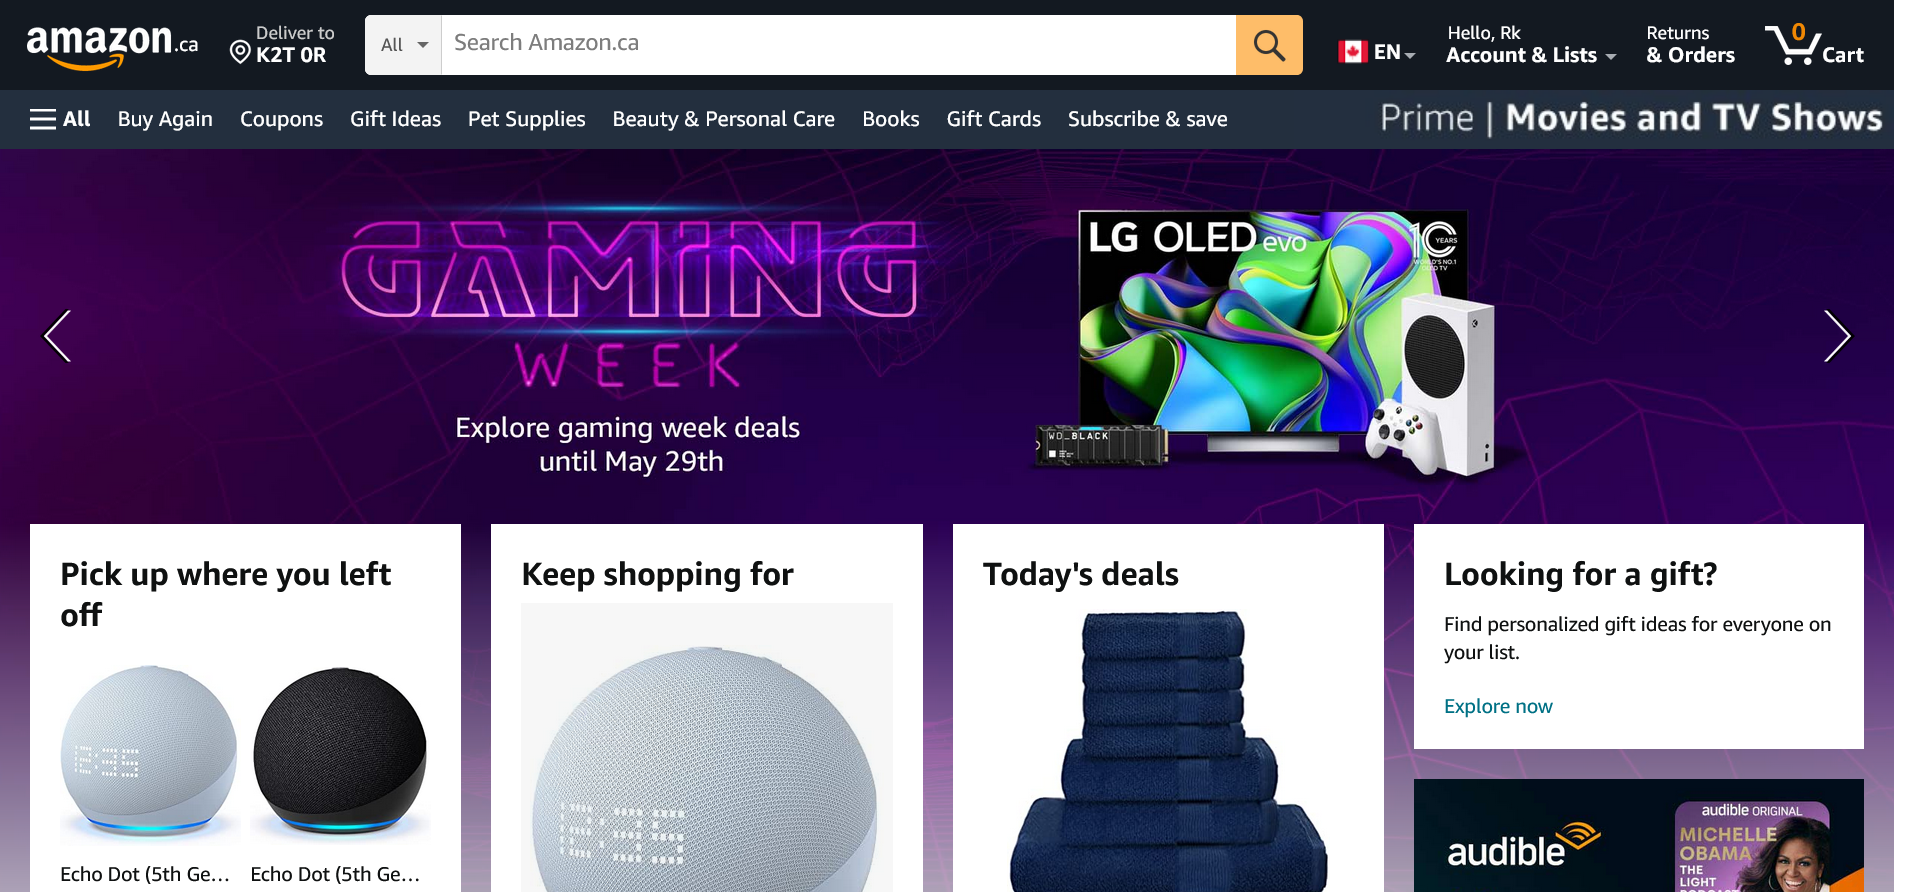 amazon.ca
Deliver to
K2T 0R
All
Search Amazon.ca
EN
Hello, Rk
Account & Lists
Returns
& Orders
0
Cart
All
Buy Again
Coupons
Gift Ideas
Pet Supplies
Beauty & Personal Care
Books
Gift Cards
Subscribe & save
Prime | Movies and TV Shows
GAMING
WEEK
Explore gaming week deals
until May 29th
LG OLED evo
10
YEARS
WORLD'S NO.1
OLED TV
WD_BLACK
Pick up where you left
off
Echo Dot (5th Ge...
Echo Dot (5th Ge...
Keep shopping for
Today's deals
Looking for a gift?
Find personalized gift ideas for everyone on
your list.
Explore now
audible
audible ORIGINAL
MICHELLE
OBAMA
THE
LIGHT